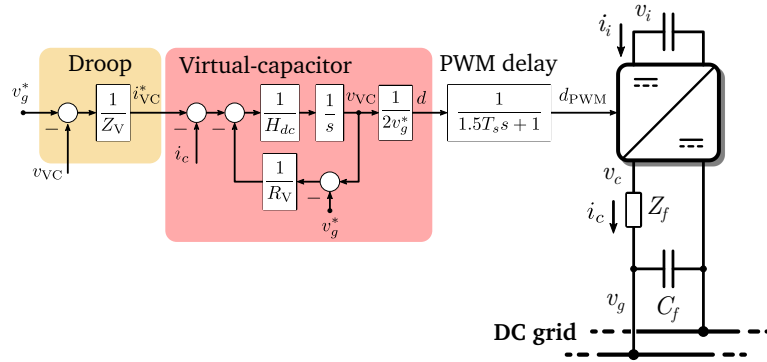 Droop
Virtual-capacitor
PWM delay
v_g^*
−
1
Z_V
i_VC^*
v_VC
−
i_c
−
1
H_dc
1
s
v_VC
1
2v_g^*
d
1
1.5T_s s + 1
d_PWM
1
R_V
−
v_g^*
i_i
v_i
v_c
i_c
Z_f
v_g
C_f
DC grid